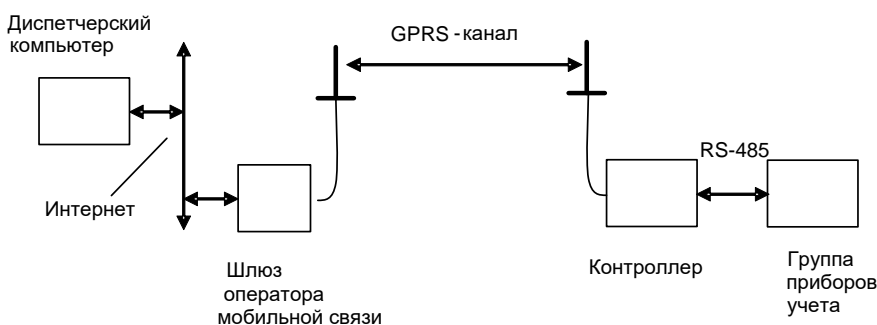 Диспетчерский
компьютер
GPRS - канал
RS-485
Интернет
Шлюз
оператора
мобильной связи
Контроллер
Группа
приборов
учета